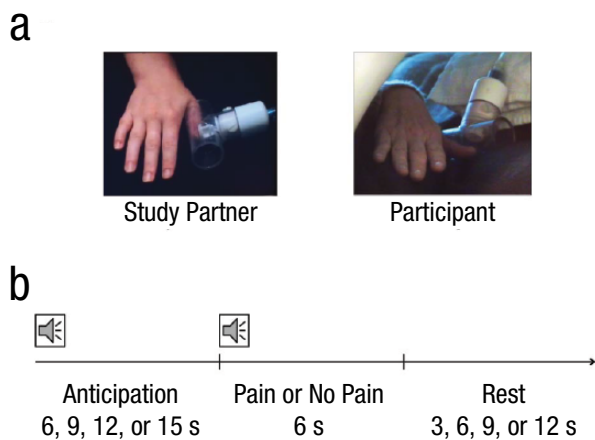 a
Study Partner
Participant
b
Anticipation
6, 9, 12, or 15 s
Pain or No Pain
6 s
Rest
3, 6, 9, or 12 s